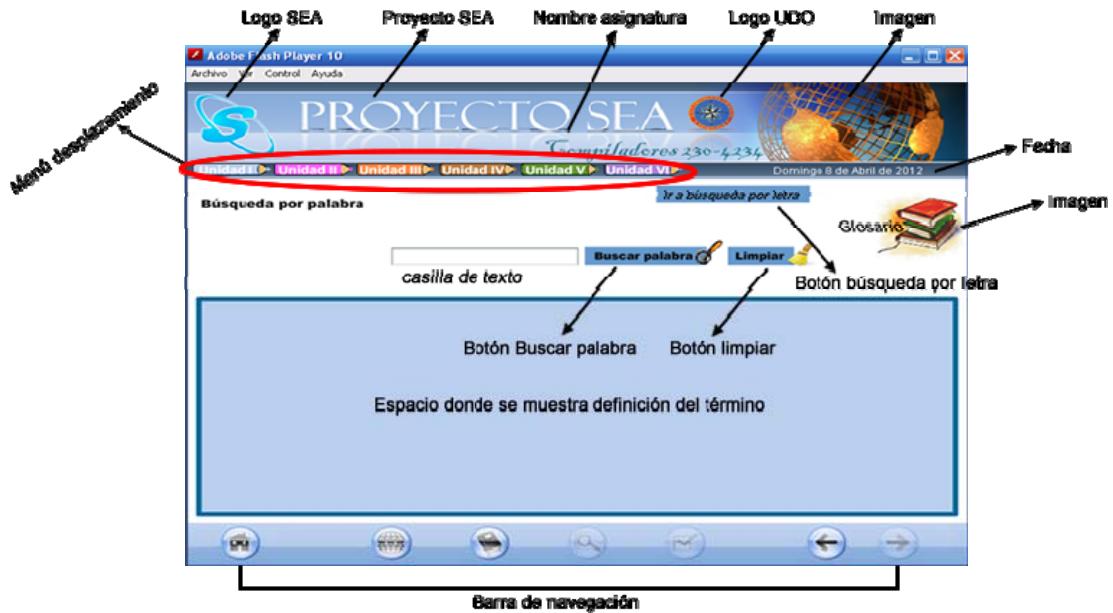 Logo SEA Proyecto SEA Nombre asignatura Logo UDO Imagen
Adobe Flash Player 10
Archivo Ver Control Ayuda
PROYECTO SEA
Compiladores 230-4234
Menú desplazamiento
Fecha
Unidad I Unidad II Unidad III Unidad IV Unidad V Unidad VI
Domingo 8 de Abril de 2012
Búsqueda por palabra
Ir a búsqueda por letra
Imagen
Glosario
Buscar palabra Limpiar
casilla de texto
Botón búsqueda por letra
Botón Buscar palabra Botón limpiar
Espacio donde se muestra definición del término
Barra de navegación